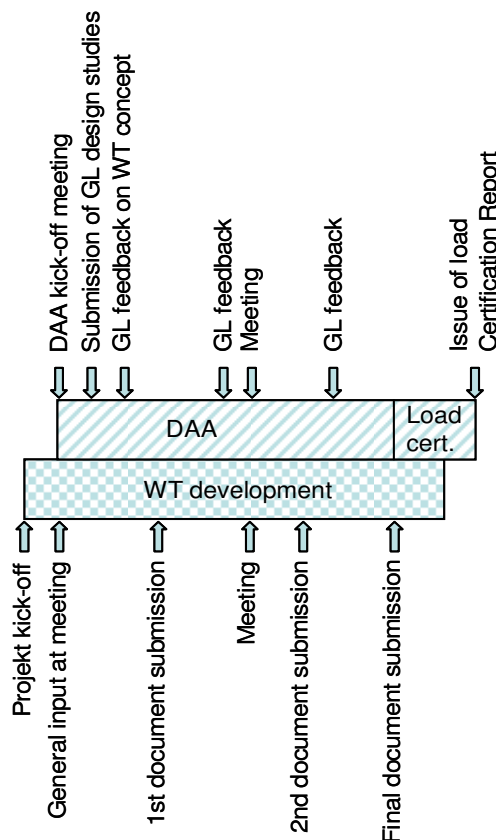 DAA kick-off meeting
Submission of GL design studies
GL feedback on WT concept
GL feedback
Meeting
GL feedback
Issue of load
Certification Report
DAA
Load
cert.
WT development
Projekt kick-off
General input at meeting
1st document submission
Meeting
2nd document submission
Final document submission